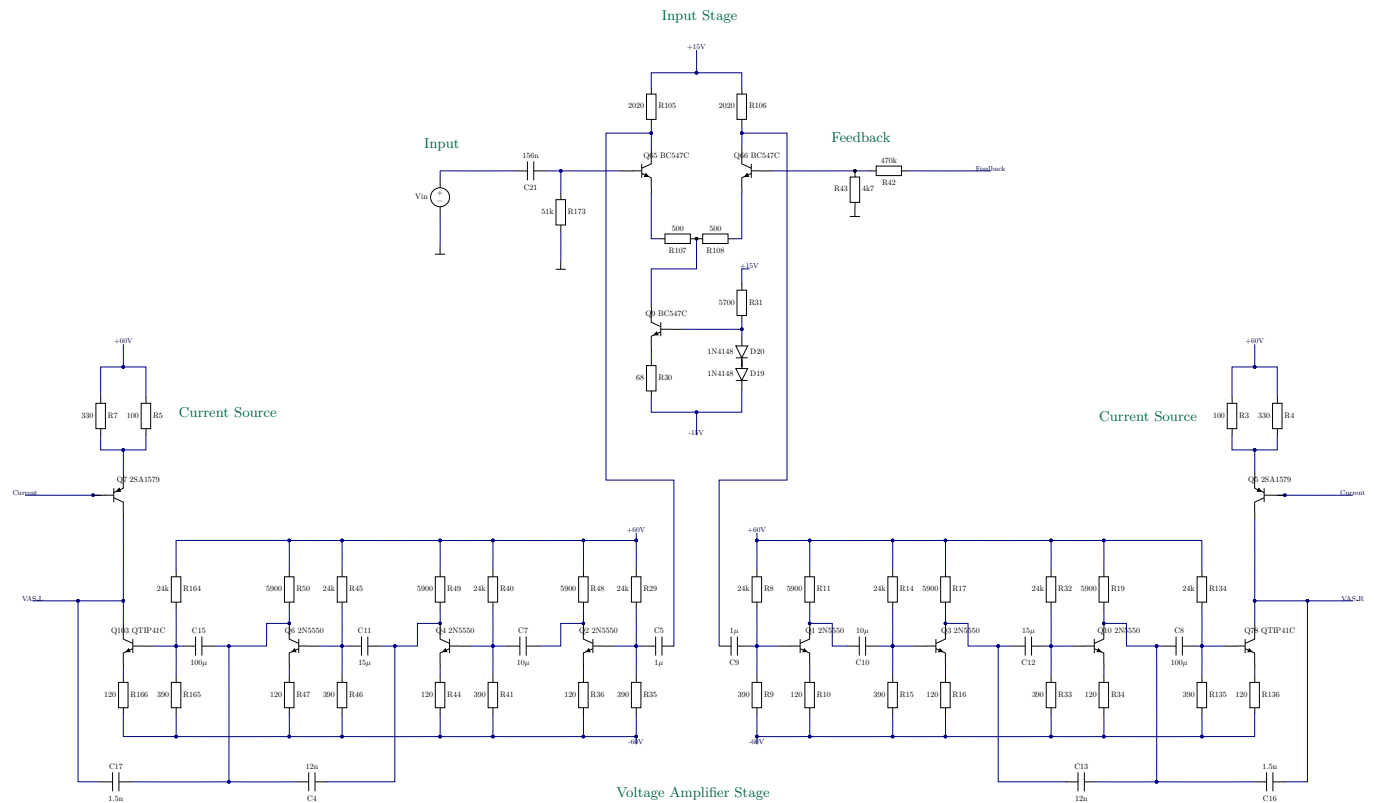 Input Stage
+15V
2020 R105
2020 R106
Input
Feedback
Q65 BC547C
Q66 BC547C
156n
C21
470k
R42
Feedback
Vin
51k R173
R43 4k7
500
R107
500
R108
+15V
5700 R31
Q9 BC547C
1N4148 D20
1N4148 D19
68 R30
-15V
+60V
330 R7
100 R5
Current Source
Q7 2SA1579
Current
+60V
100 R3
330 R4
Current Source
Q5 2SA1579
Current
+60V
+60V
24k R164
5900 R50
24k R45
5900 R49
24k R40
5900 R48
24k R29
24k R8
5900 R11
24k R14
5900 R17
24k R32
5900 R19
24k R134
VAS L
VAS R
Q103 QTIP41C
C15
100µ
Q6 2N5550
C11
15µ
Q4 2N5550
C7
10µ
Q2 2N5550
C5
1µ
1µ
C9
Q1 2N5550
10µ
C10
Q3 2N5550
15µ
C12
Q10 2N5550
C8
100µ
Q78 QTIP41C
120 R166
390 R165
120 R47
390 R46
120 R44
390 R41
120 R36
390 R35
390 R9
120 R10
390 R15
120 R16
390 R33
120 R34
390 R135
120 R136
-60V
-60V
C17
1.5n
12n
C4
C13
12n
1.5n
C16
Voltage Amplifier Stage